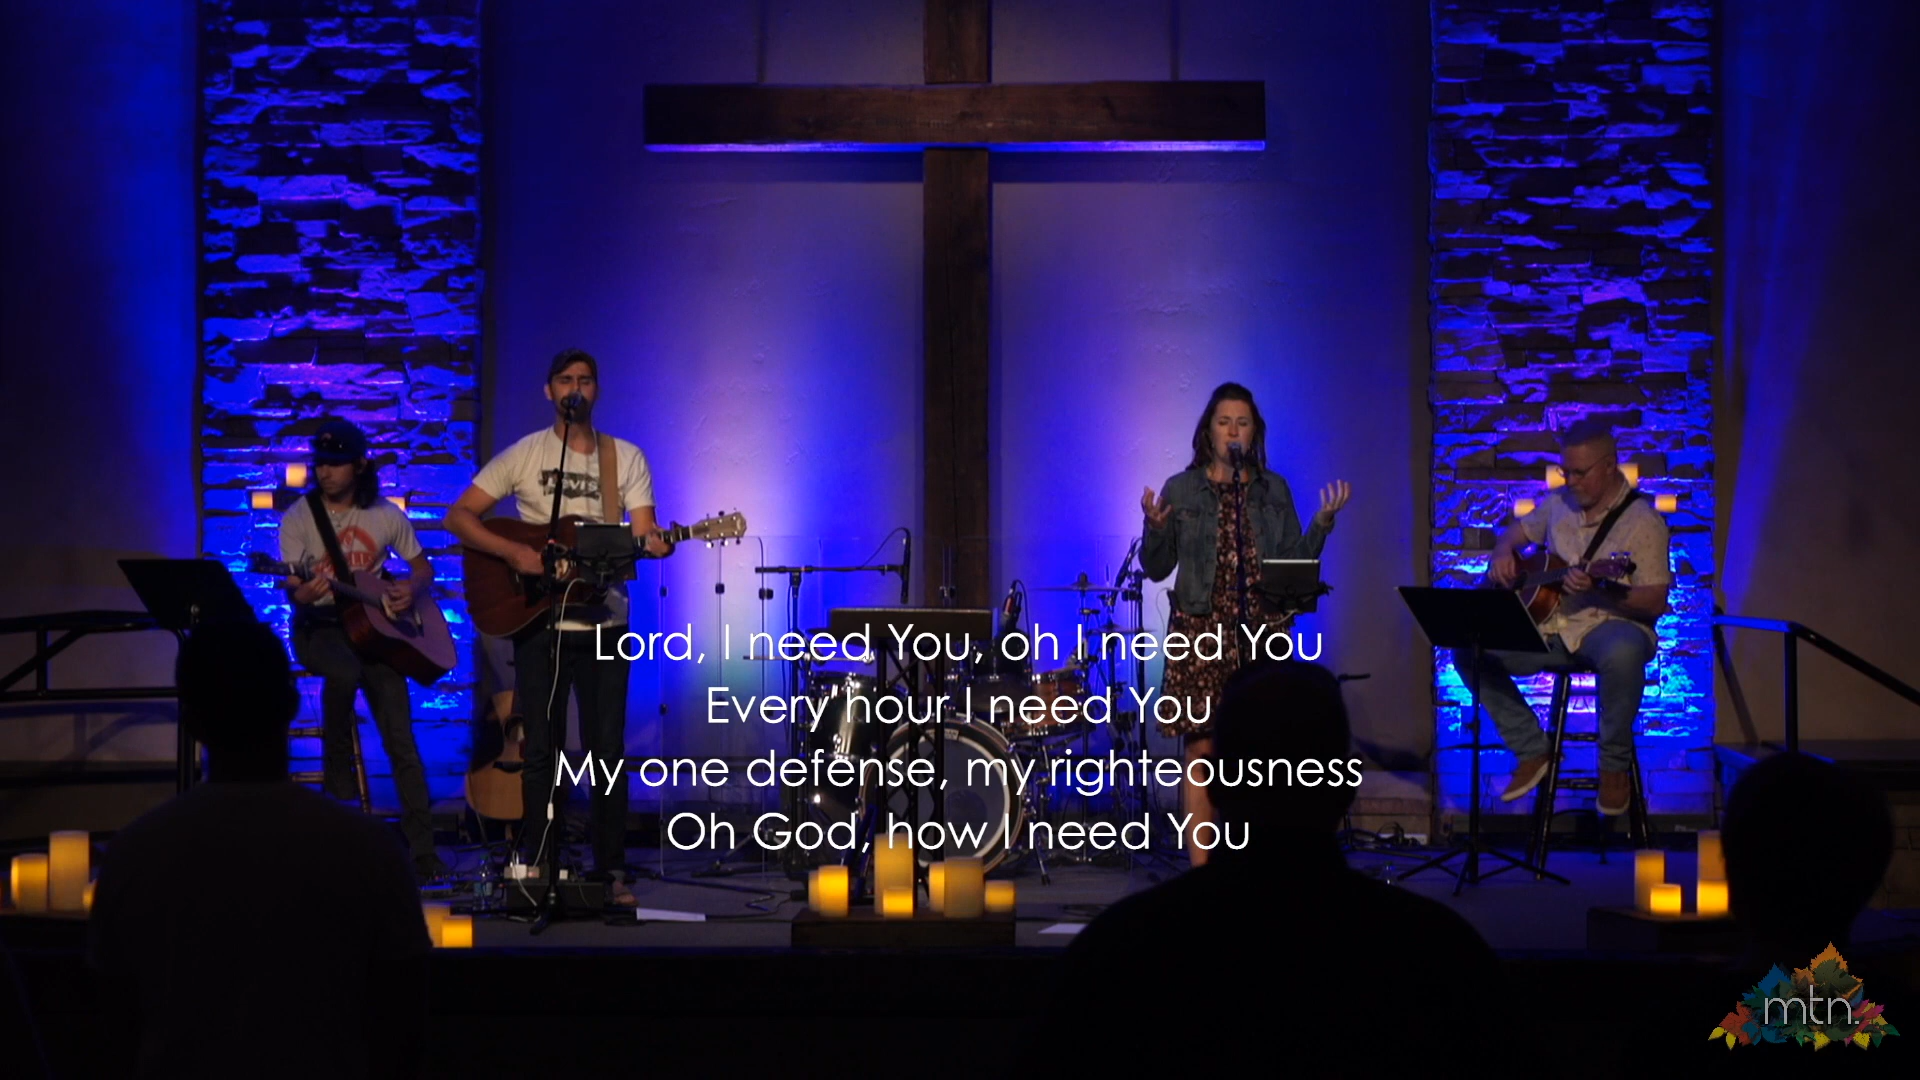 LEVI'S
Lord, I need You, oh I need You
Every hour I need You
My one defense, my righteousness
Oh God, how I need You
mtn.